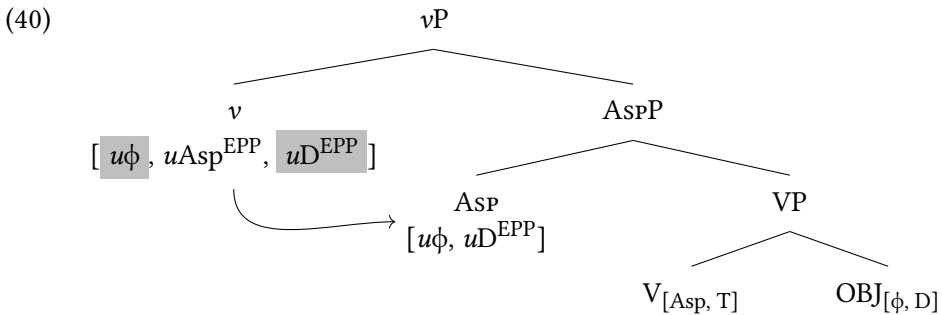 (40)
vP
v AspP
[ uϕ, uAsp^EPP, uD^EPP ]
Asp VP
[uϕ, uD^EPP]
V[Asp, T] OBJ[ϕ, D]